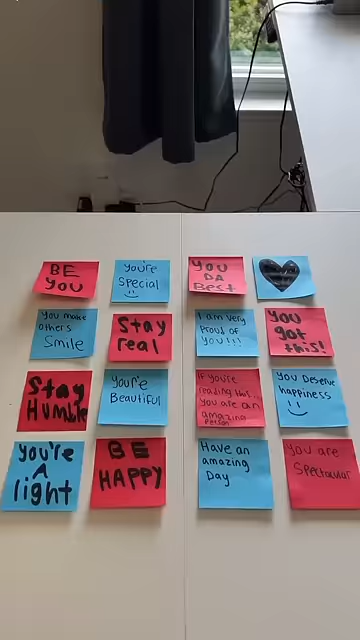 BE
YOU
you're
Special
You
DA
BEST
you make
others
Smile
Stay
real
I am very
Proud of
You!!!
You
got
this!
Stay
HUMble
You're
Beautiful
If you're
reading this...
You are an
amazing
Person
You Deserve
happiness
you're
A
light
BE
HAPPY
Have an
amazing
Day
You are
Spectacular